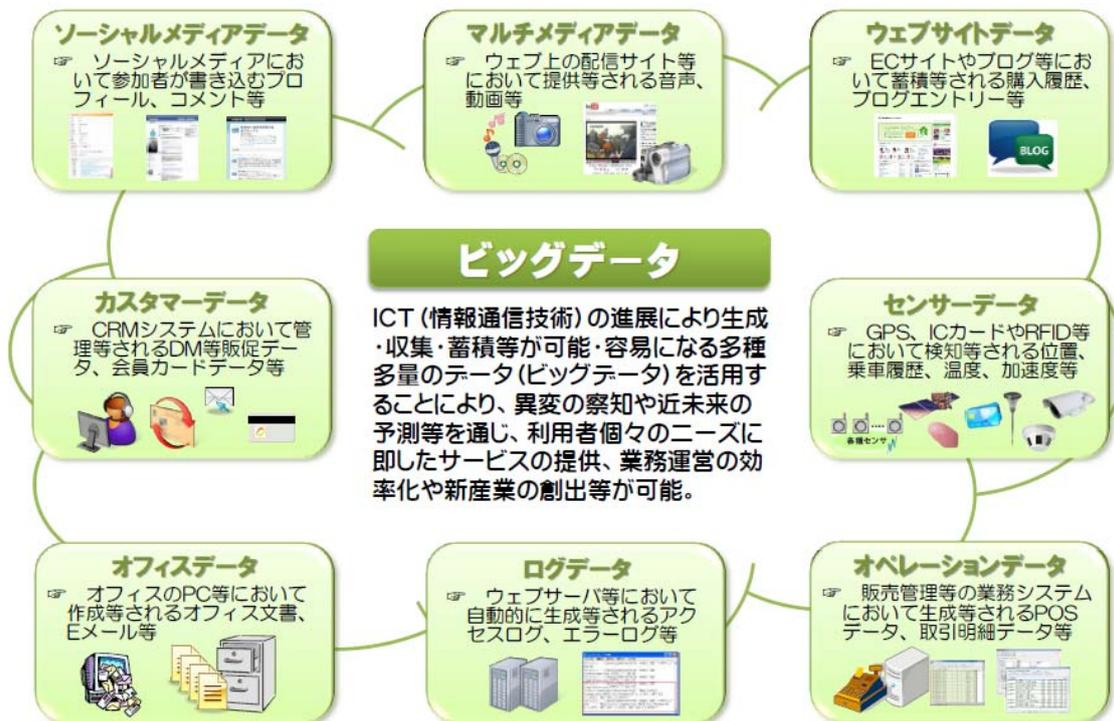 ソーシャルメディアデータ
☞ ソーシャルメディアにお
いて参加者が書き込むプロ
フィール、コメント等
マルチメディアデータ
☞ ウェブ上の配信サイト等
において提供等される音声、
動画等
ウェブサイトデータ
☞ ECサイトやブログ等にお
いて蓄積等される購入履歴、
ブログエントリー等
BLOG
ビッグデータ
ICT(情報通信技術)の進展により生成
・収集・蓄積等が可能・容易になる多種
多量のデータ(ビッグデータ)を活用す
ることにより、異変の察知や近未来の
予測等を通じ、利用者個々のニーズに
即したサービスの提供、業務運営の効
率化や新産業の創出等が可能。
カスタマーデータ
☞ CRMシステムにおいて管
理等されるDM等販促デー
タ、会員カードデータ等
センサーデータ
☞ GPS、ICカードやRFID等
において検知等される位置、
乗車履歴、温度、加速度等
各種センサ
オフィスデータ
☞ オフィスのPC等において
作成等されるオフィス文書、
Eメール等
ログデータ
☞ ウェブサーバ等において
自動的に生成等されるアク
セスログ、エラーログ等
オペレーションデータ
☞ 販売管理等の業務システム
において生成等されるPOS
データ、取引明細データ等